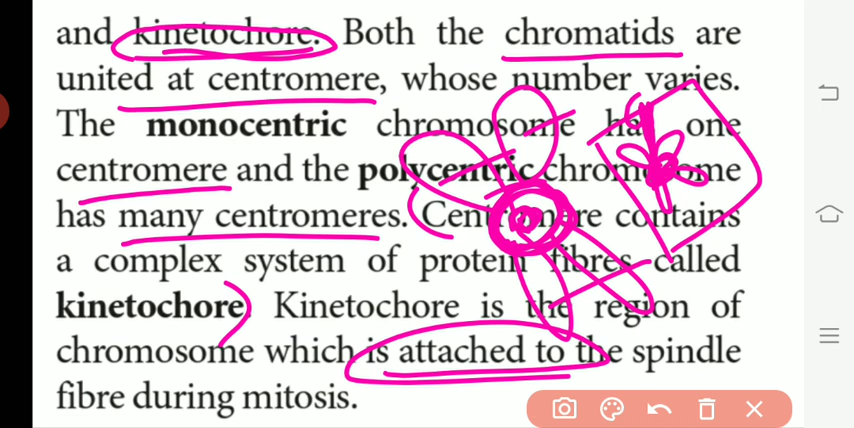 and kinetochore. Both the chromatids are
united at centromere, whose number varies.
The monocentric chromosome has one
centromere and the polycentric chromosome
has many centromeres. Centromere contains
a complex system of protein fibres called
kinetochore. Kinetochore is the region of
chromosome which is attached to the spindle
fibre during mitosis.